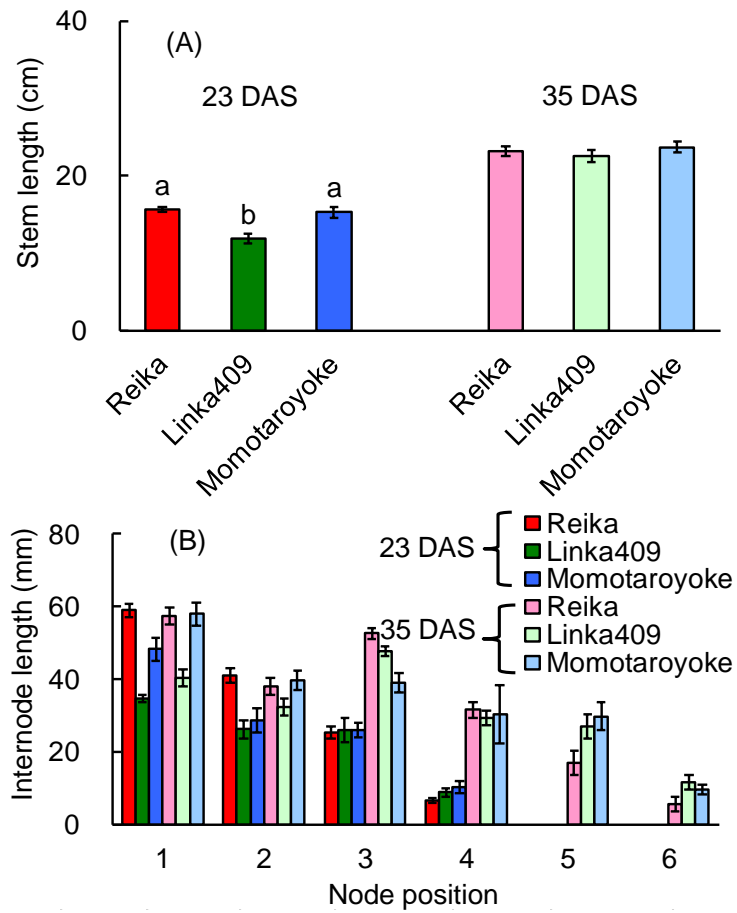 (A)
Stem length (cm)
40
20
0
23 DAS
35 DAS
a
b
a
Reika
Linka409
Momotaroyoke
Reika
Linka409
Momotaroyoke
(B)
Internode length (mm)
80
60
40
20
0
23 DAS
Reika
Linka409
Momotaroyoke
35 DAS
Reika
Linka409
Momotaroyoke
1 2 3 4 5 6
Node position